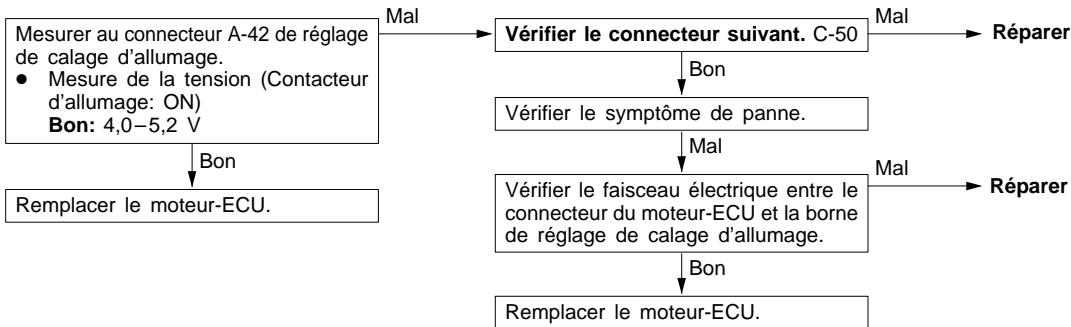 Mal
Mesurer au connecteur A-42 de réglage
de calage d'allumage.
● Mesure de la tension (Contacteur
d'allumage: ON)
Bon: 4,0–5,2 V
Bon
Remplacer le moteur-ECU.
Vérifier le connecteur suivant. C-50
Mal
Réparer
Bon
Vérifier le symptôme de panne.
Mal
Vérifier le faisceau électrique entre le
connecteur du moteur-ECU et la borne
de réglage de calage d'allumage.
Mal
Réparer
Bon
Remplacer le moteur-ECU.